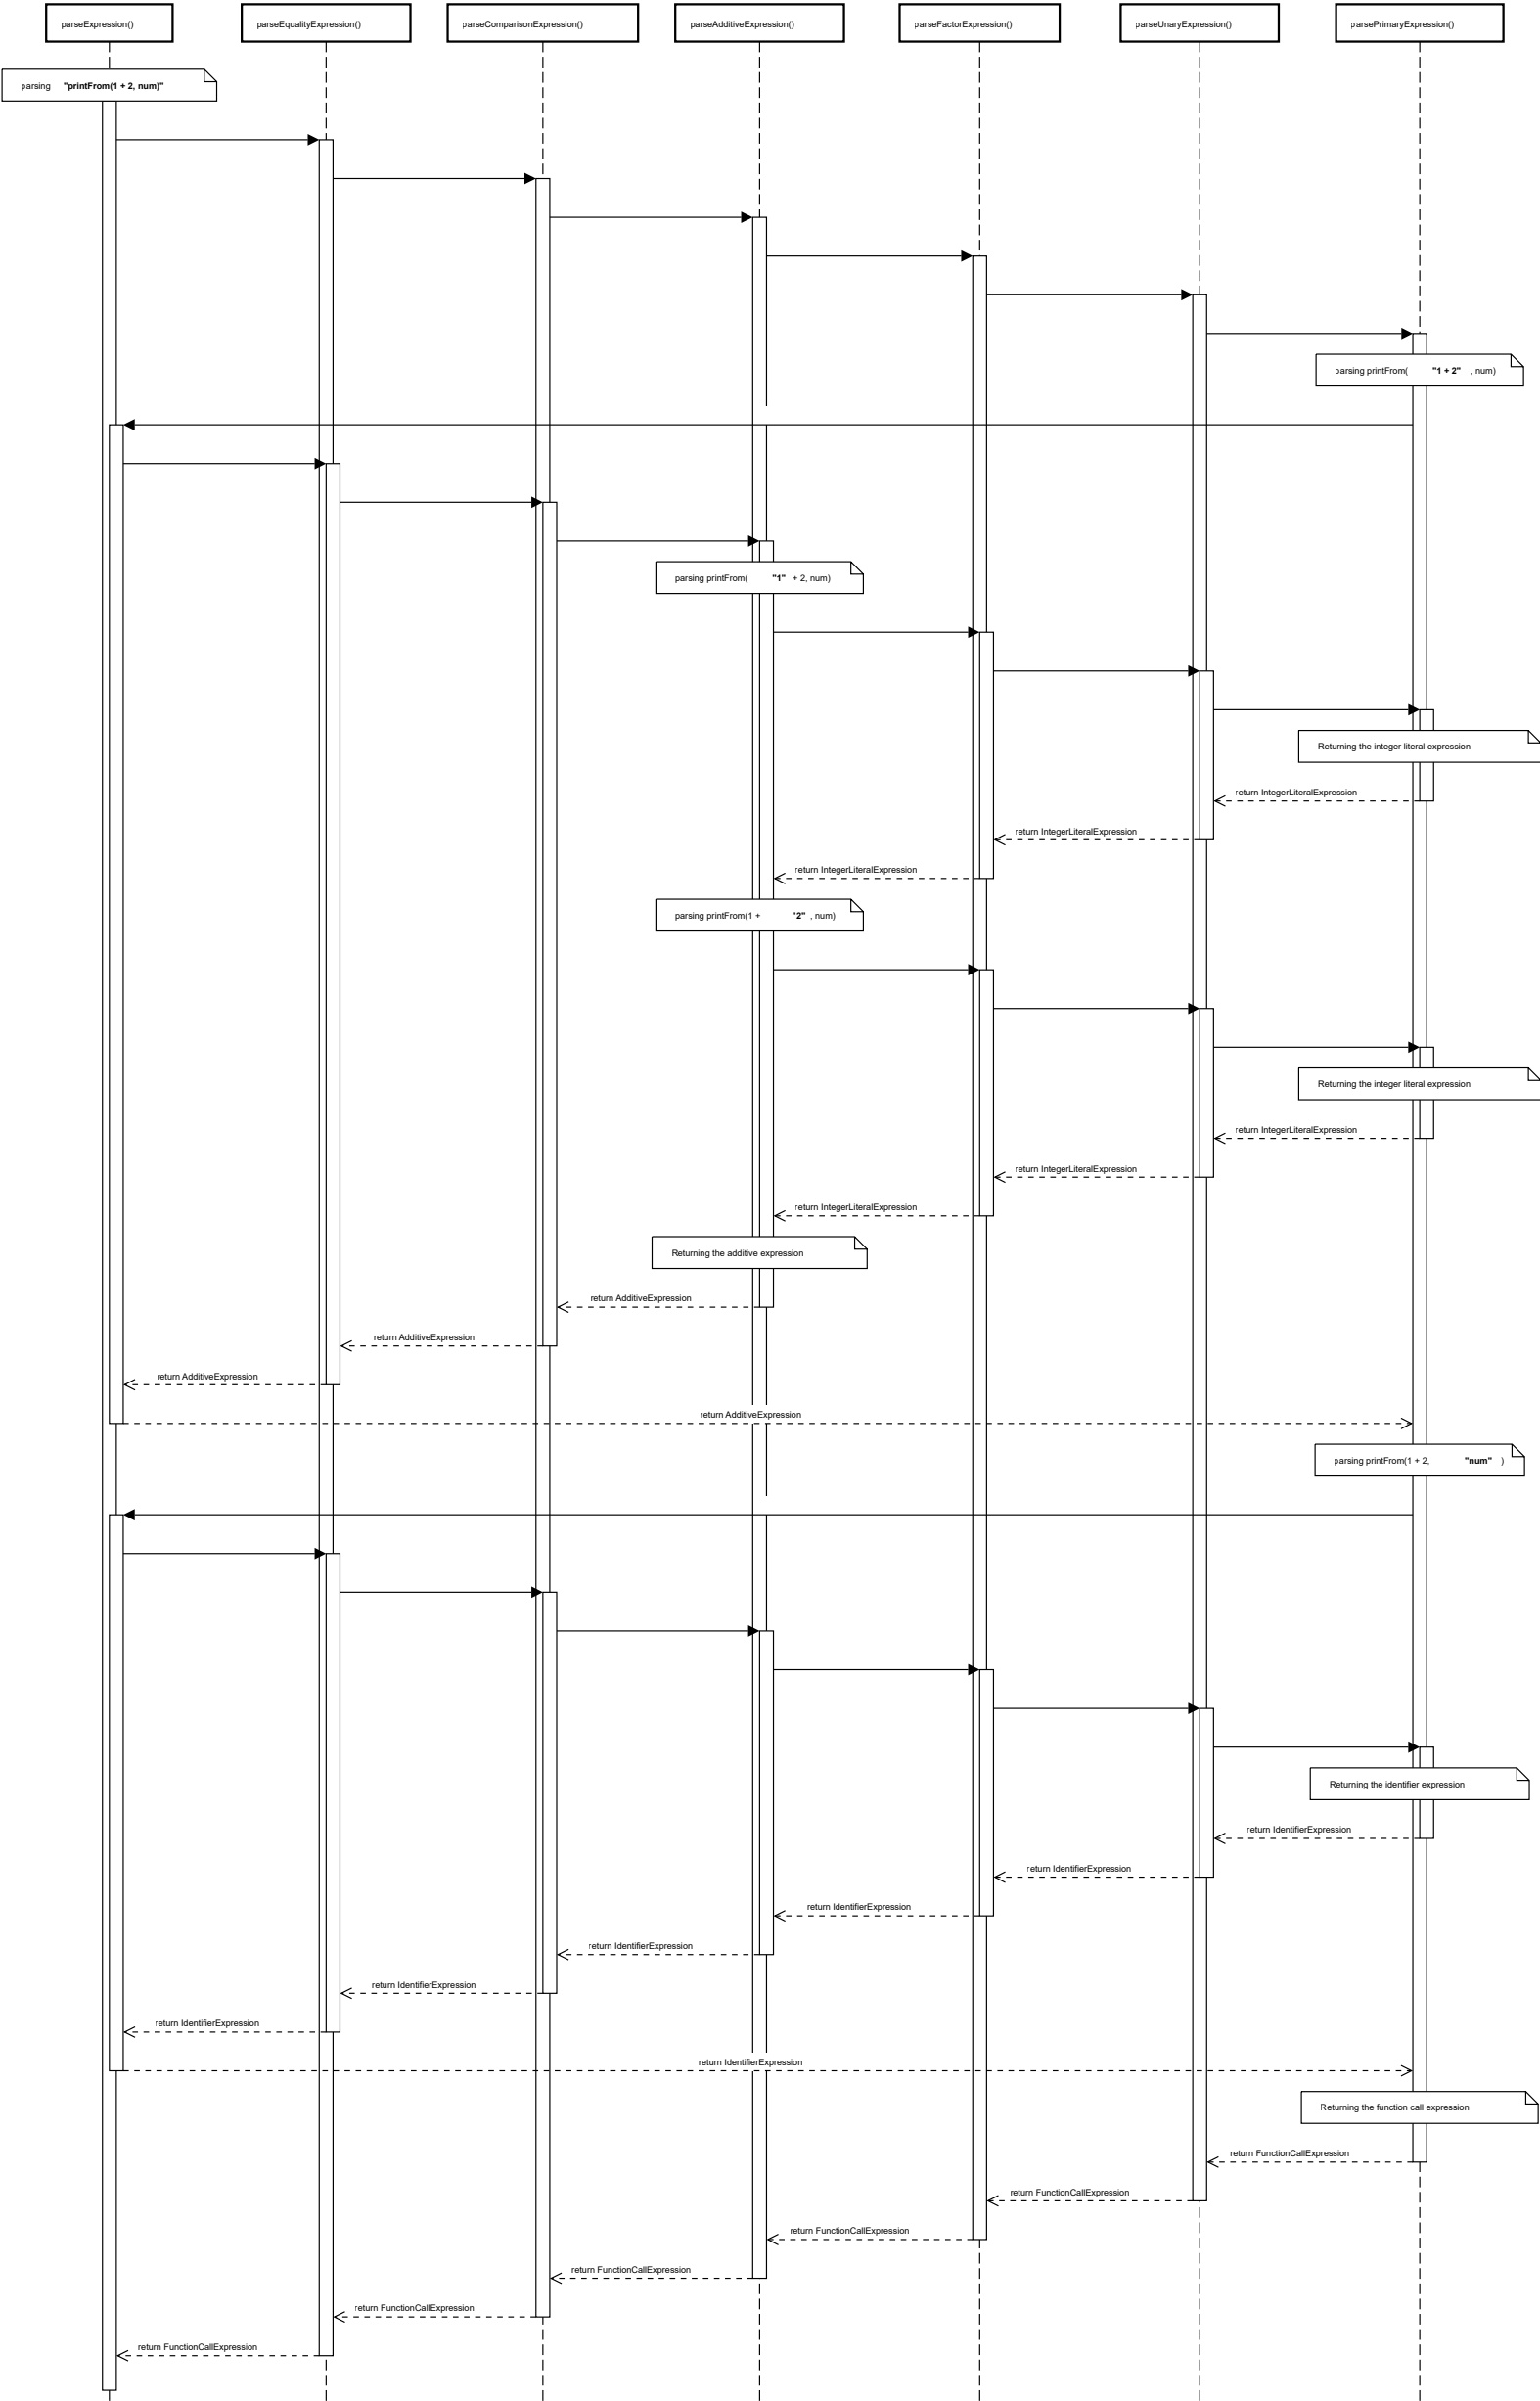 parseExpression()
parseEqualityExpression()
parseComparisonExpression()
parseAdditiveExpression()
parseFactorExpression()
parseUnaryExpression()
parsePrimaryExpression()
parsing "printFrom(1 + 2, num)"
parsing printFrom( "1 + 2" , num)
parsing printFrom( "1" + 2, num)
Returning the integer literal expression
return IntegerLiteralExpression
return IntegerLiteralExpression
return IntegerLiteralExpression
parsing printFrom(1 + "2" , num)
Returning the integer literal expression
return IntegerLiteralExpression
return IntegerLiteralExpression
return IntegerLiteralExpression
Returning the additive expression
return AdditiveExpression
return AdditiveExpression
return AdditiveExpression
return AdditiveExpression
parsing printFrom(1 + 2, "num" )
Returning the identifier expression
return IdentifierExpression
return IdentifierExpression
return IdentifierExpression
return IdentifierExpression
return IdentifierExpression
return IdentifierExpression
return IdentifierExpression
Returning the function call expression
return FunctionCallExpression
return FunctionCallExpression
return FunctionCallExpression
return FunctionCallExpression
return FunctionCallExpression
return FunctionCallExpression